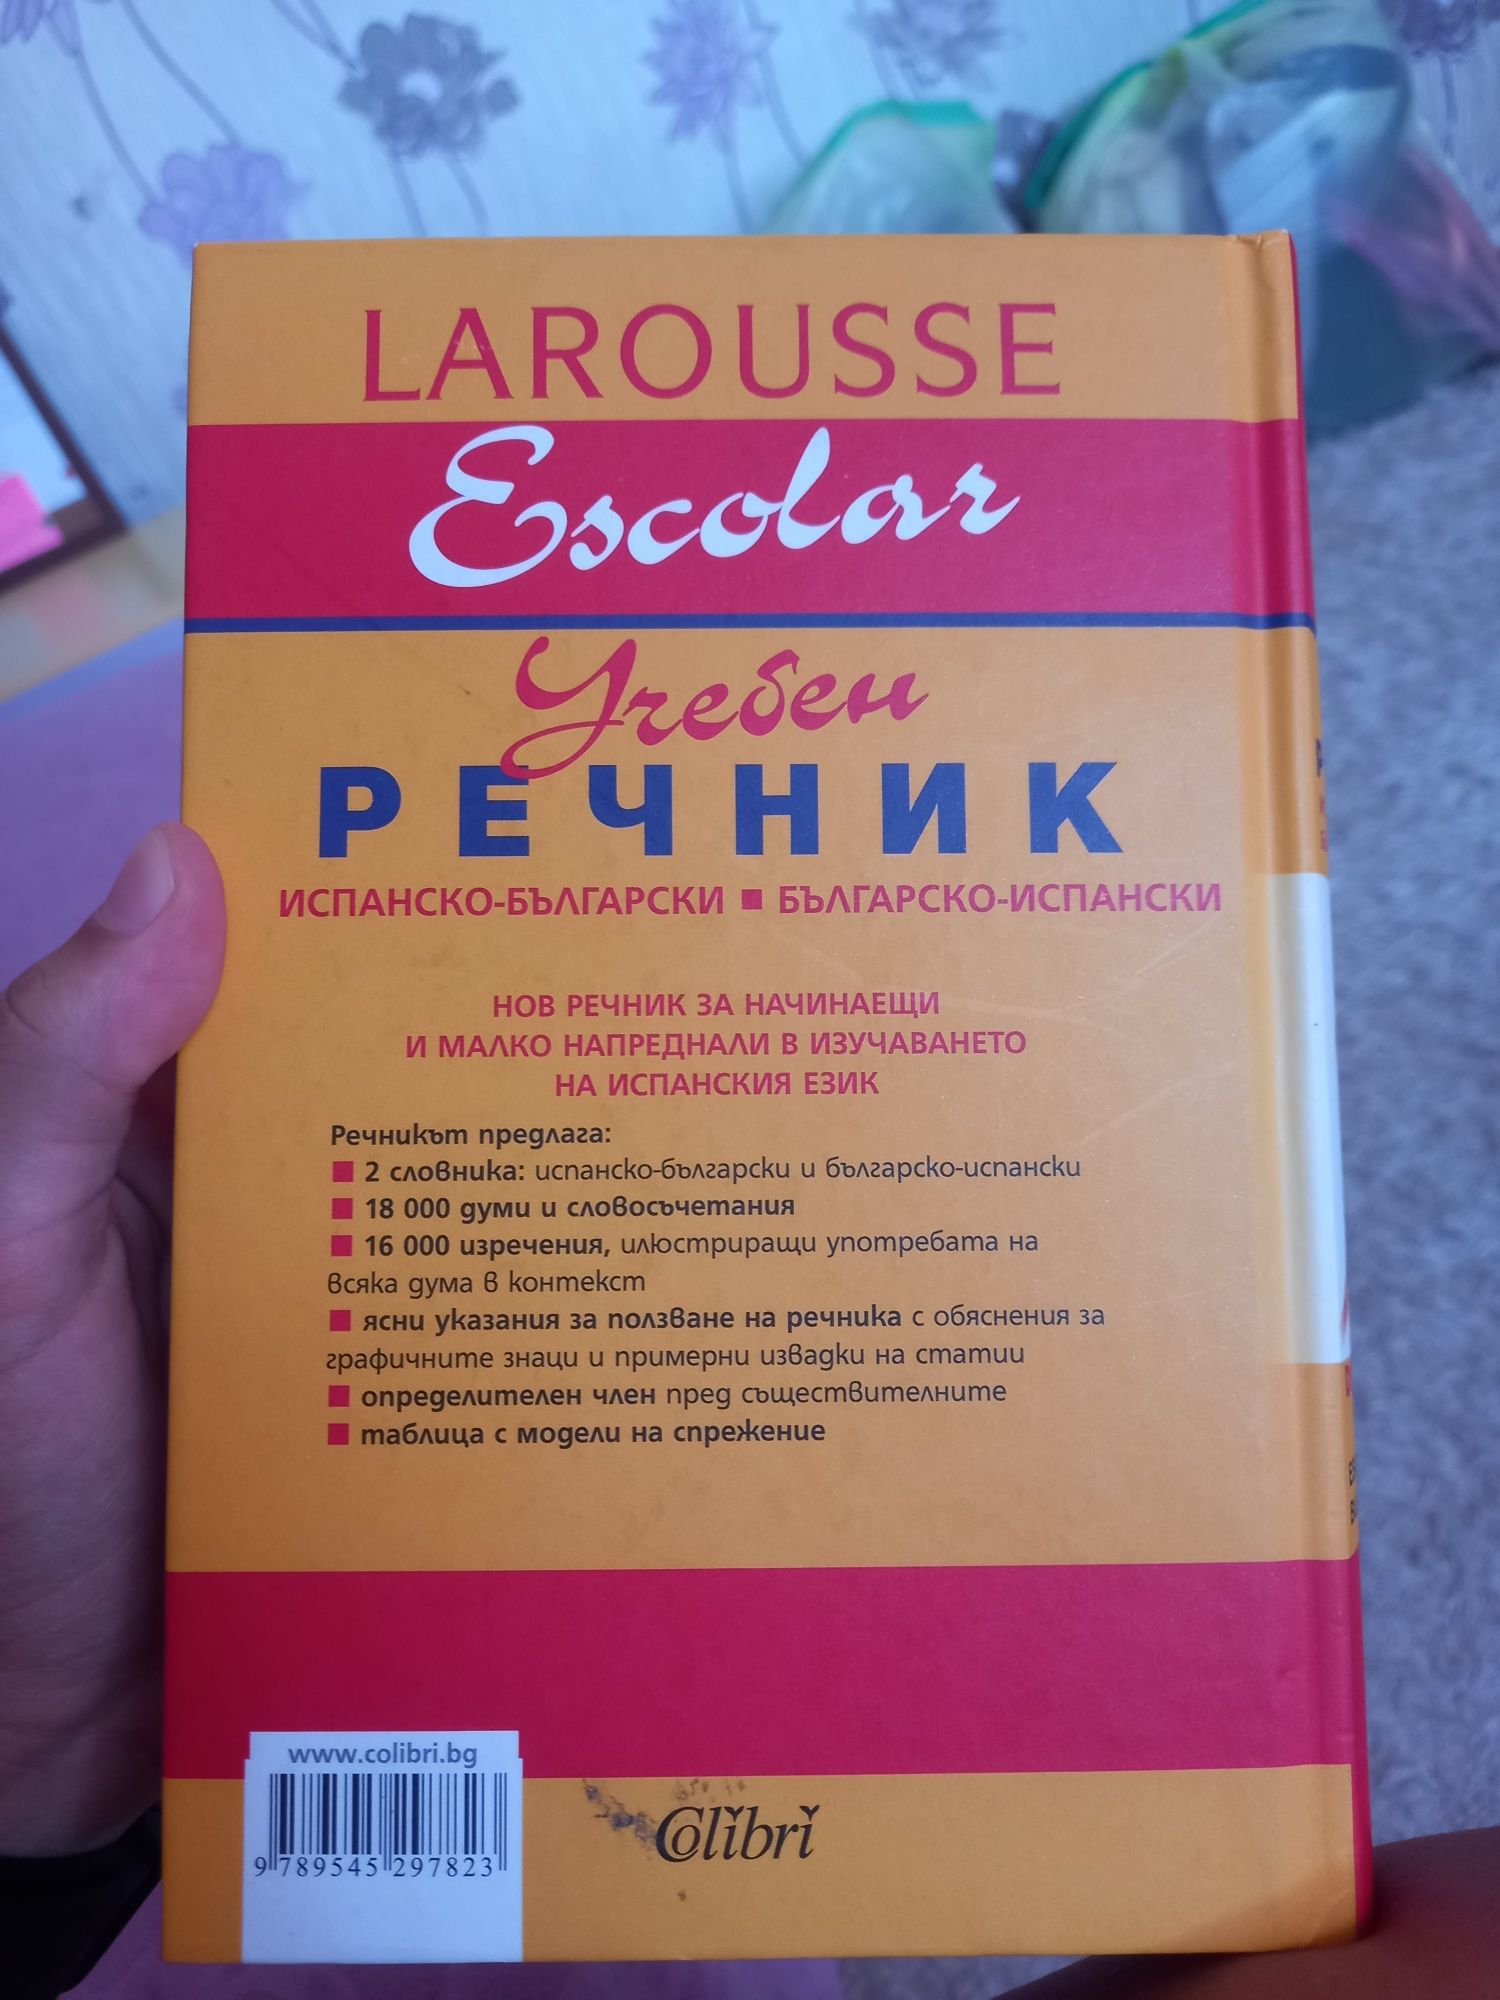 LAROUSSE
Escolar
Учебен
РЕЧНИК
ИСПАНСКО-БЪЛГАРСКИ ■ БЪЛГАРСКО-ИСПАНСКИ
НОВ РЕЧНИК ЗА НАЧИНАЕЩИ
И МАЛКО НАПРЕДНАЛИ В ИЗУЧАВАНЕТО
НА ИСПАНСКИЯ ЕЗИК
Речникът предлага:
■ 2 словника: испанско-български и българско-испански
■ 18 000 думи и словосъчетания
■ 16 000 изречения, илюстриращи употребата на
всяка дума в контекст
■ ясни указания за ползване на речника с обяснения за
графичните знаци и примерни извадки на статии
■ определителен член пред съществителните
■ таблица с модели на спрежение
www.colibri.bg
9 789545 297823
Colibri